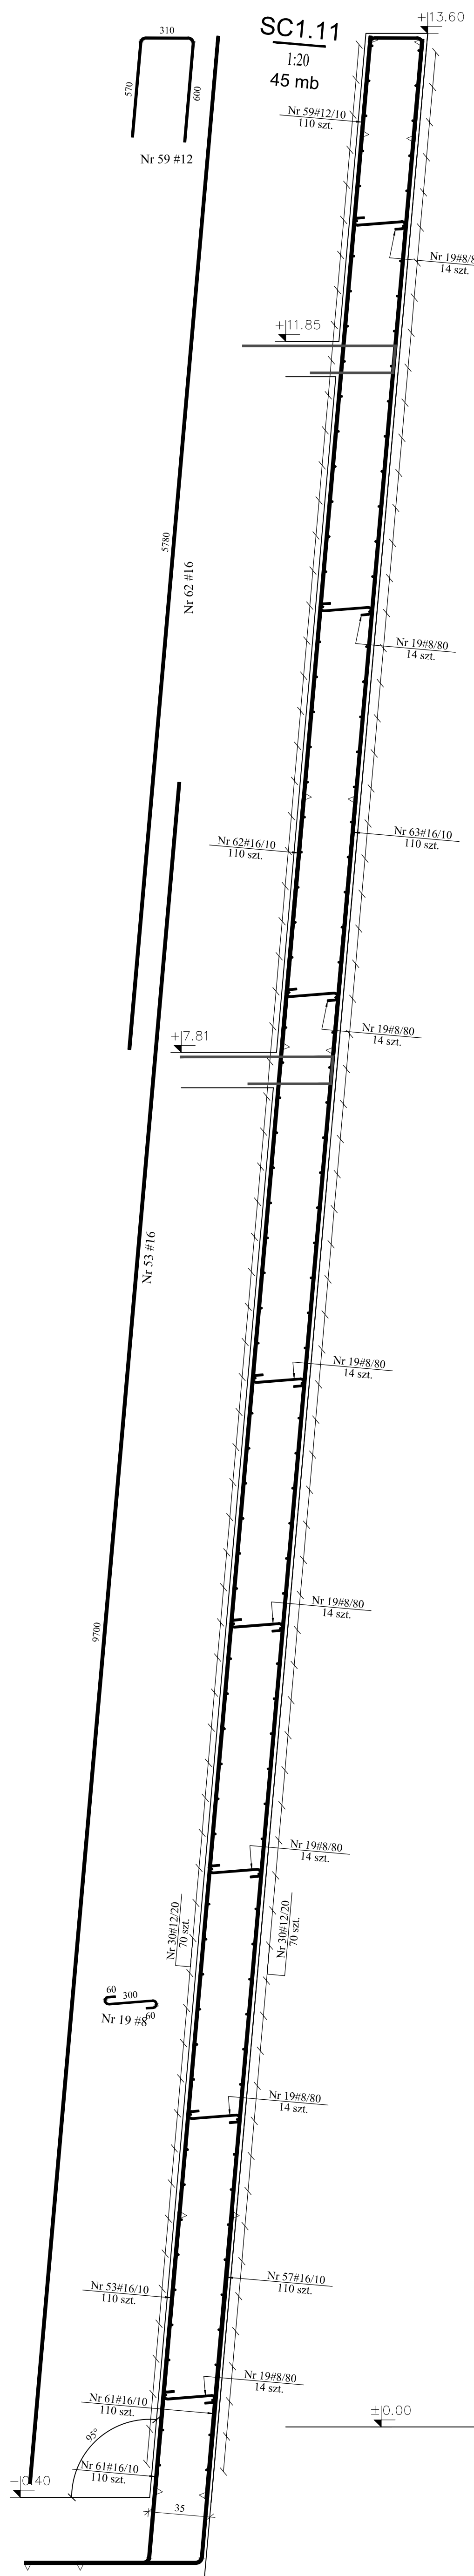 SC1.11
1:20
45 mb
+13.60
310
570
600
Nr 59 #12
Nr 59#12/10
110 szt.
Nr 19#8/8
14 szt.
+11.85
5780
Nr 62 #16
Nr 19#8/80
14 szt.
Nr 62#16/10
110 szt.
Nr 63#16/10
110 szt.
Nr 19#8/80
14 szt.
+7.81
Nr 53 #16
Nr 19#8/80
14 szt.
Nr 19#8/80
14 szt.
9700
Nr 19#8/80
14 szt.
Nr 30#12/20
70 szt.
Nr 30#12/20
70 szt.
60
300
60
Nr 19 #8
Nr 19#8/80
14 szt.
Nr 53#16/10
110 szt.
Nr 57#16/10
110 szt.
Nr 19#8/80
14 szt.
Nr 61#16/10
110 szt.
±0.00
95°
Nr 61#16/10
110 szt.
-0.40
35